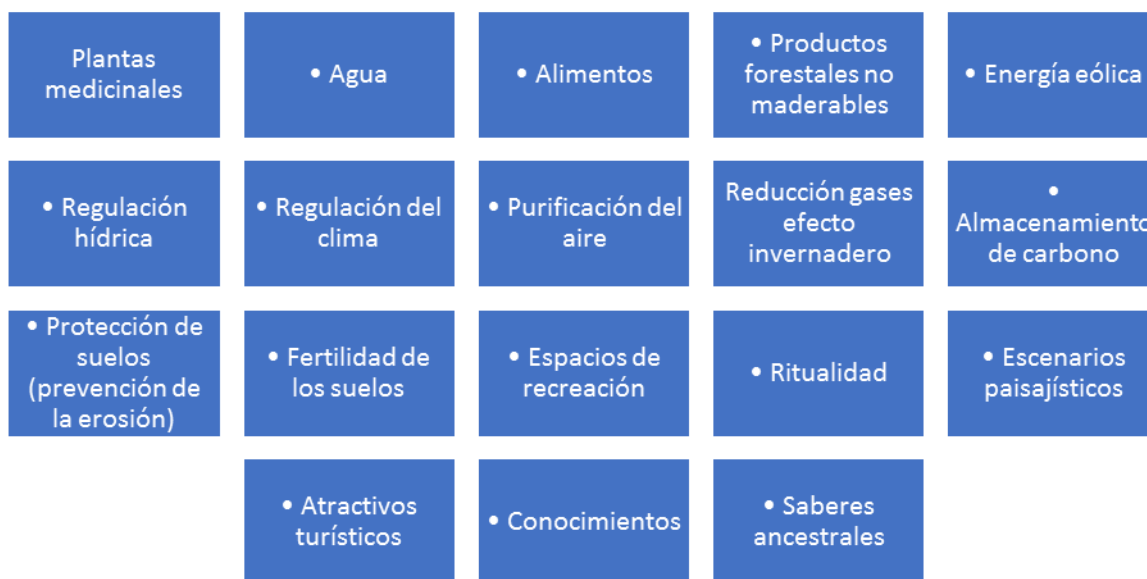 Plantas
medicinales
• Agua
• Alimentos
• Productos
forestales no
maderables
• Energía eólica
• Regulación
hídrica
• Regulación del
clima
• Purificación del
aire
Reducción gases
efecto
invernadero
•
Almacenamiento
de carbono
• Protección de
suelos
(prevención de
la erosión)
• Fertilidad de
los suelos
• Espacios de
recreación
• Ritualidad
• Escenarios
paisajísticos
• Atractivos
turísticos
• Conocimientos
• Saberes
ancestrales